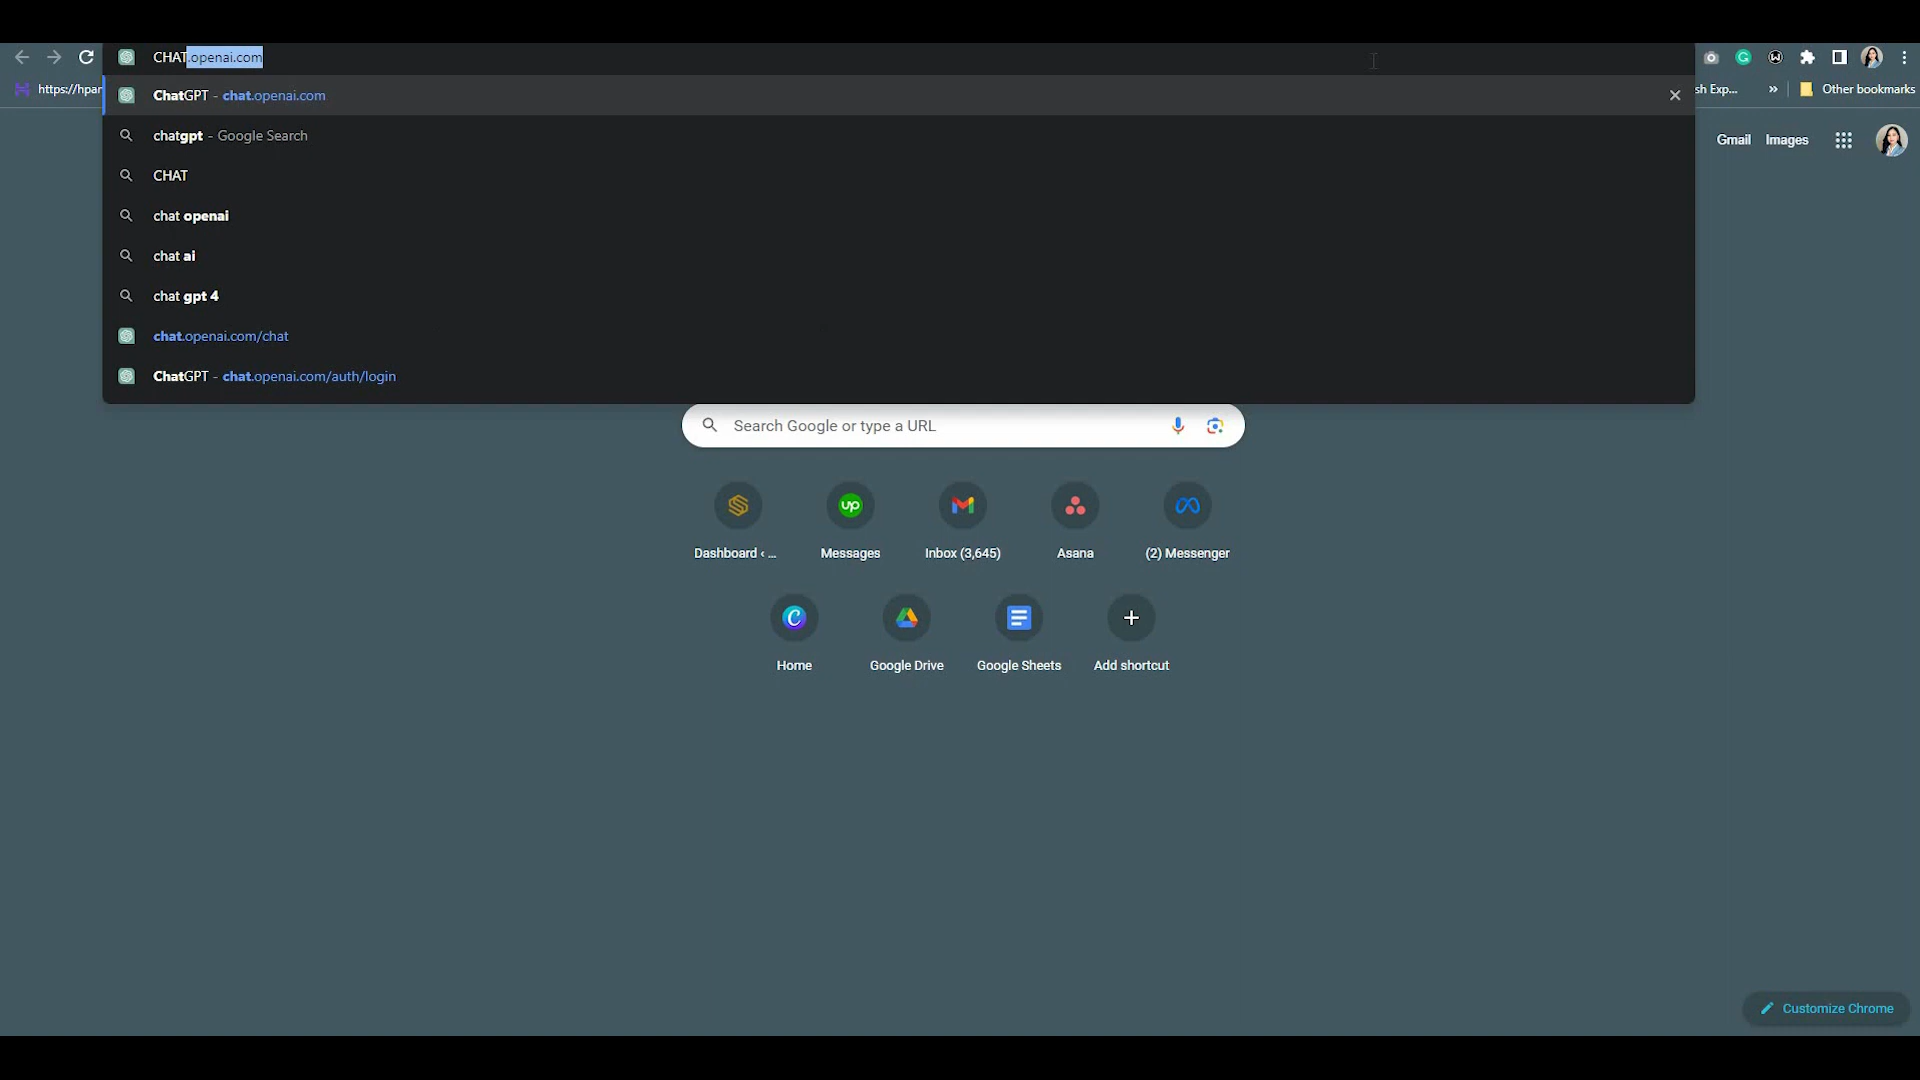 CHAT.openai.com
https://hpar
ChatGPT - chat.openai.com
sh Exp...
»
Other bookmarks
chatgpt - Google Search
Gmail
Images
CHAT
chat openai
chat ai
chat gpt 4
chat.openai.com/chat
ChatGPT - chat.openai.com/auth/login
Search Google or type a URL
up
Dashboard ‹ ...
Messages
Inbox (3,645)
Asana
(2) Messenger
Home
Google Drive
Google Sheets
Add shortcut
Customize Chrome